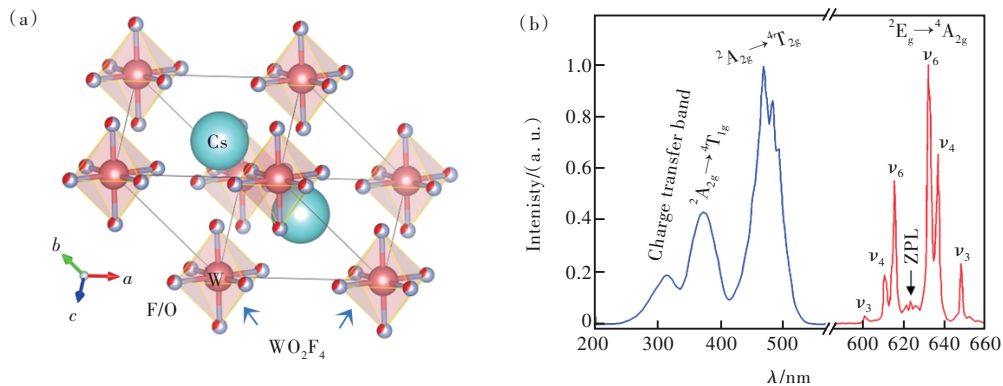 (a)
Cs
W
F/O
WO₂F₄
b
a
c
(b)
Intenisty/(a. u.)
1.0
0.8
0.6
0.4
0.2
0
Charge transfer band
²A₂g→⁴T₁g
²A₂g→⁴T₂g
²Eg→⁴A₂g
ν₆
ν₄
ν₆
ν₄
ZPL
ν₃
ν₃
200 300 400 500 600 620 640 660
λ/nm